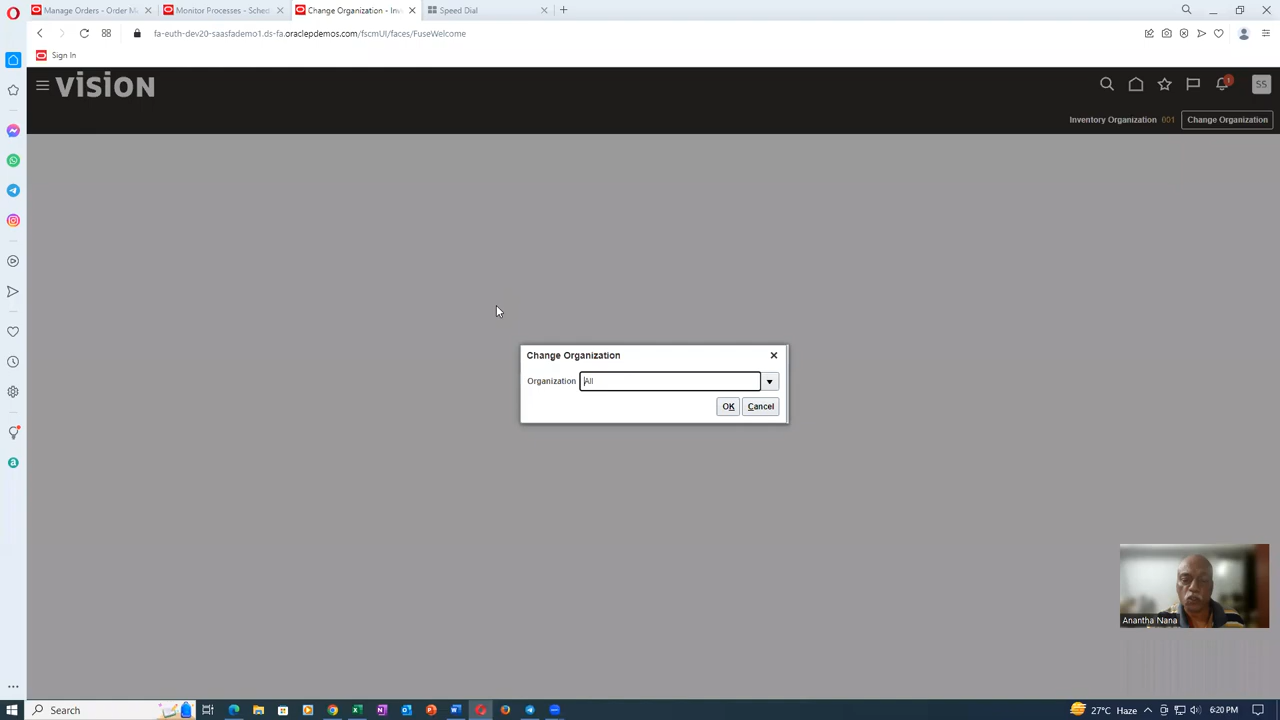 Manage Orders - Order M
Monitor Processes - Sched
Change Organization - Inv
Speed Dial
fa-euth-dev20-saasfademo1.ds-fa.oraclepdemos.com/fscmUI/faces/FuseWelcome
Sign In
VISION
1
SS
Inventory Organization 001
Change Organization
Change Organization
Organization
All
OK
Cancel
Anantha Nana
Search
27°C Haze
6:20 PM